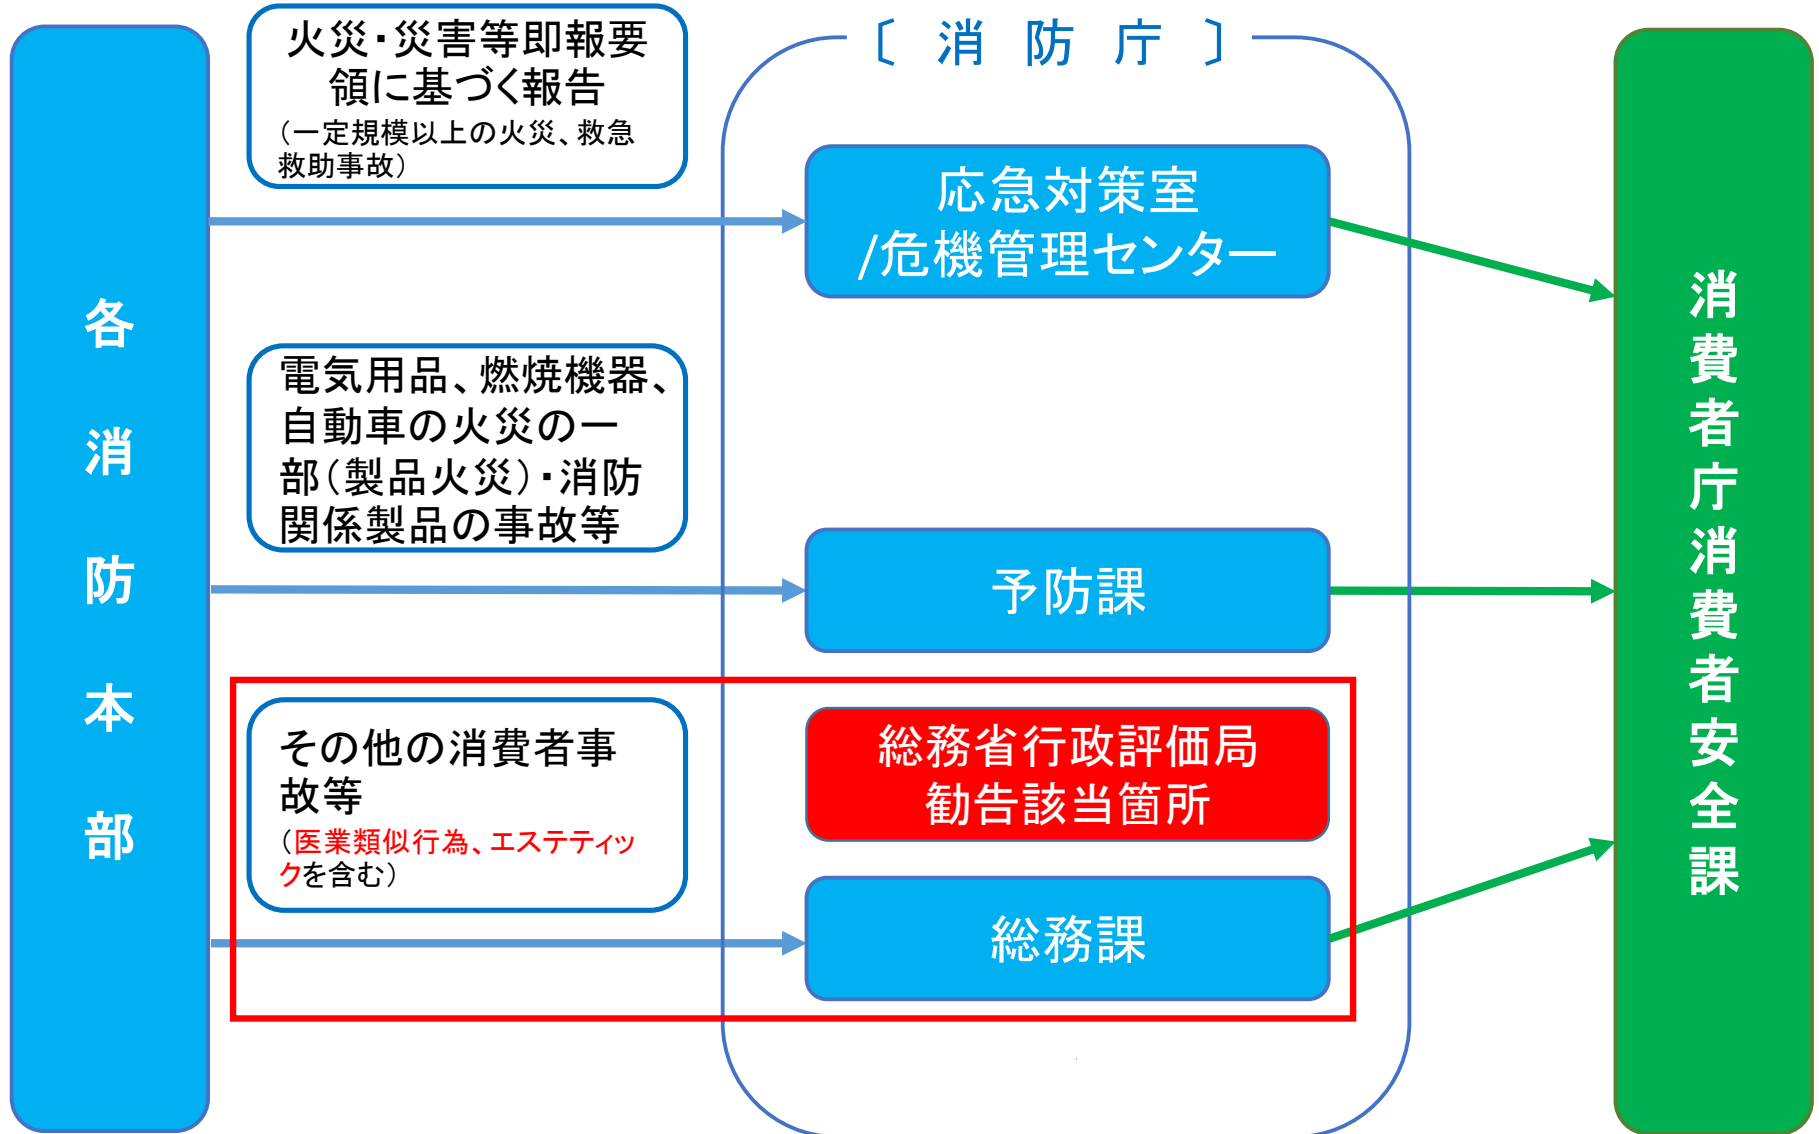 各消防本部
火災・災害等即報要
領に基づく報告
（一定規模以上の火災、救急
救助事故）
電気用品、燃焼機器、
自動車の火災の一
部（製品火災）・消防
関係製品の事故等
その他の消費者事
故等
（医業類似行為、エステティッ
クを含む）
〔　消　防　庁　〕
応急対策室
/危機管理センター
予防課
総務省行政評価局
勧告該当箇所
総務課
消費者庁消費者安全課